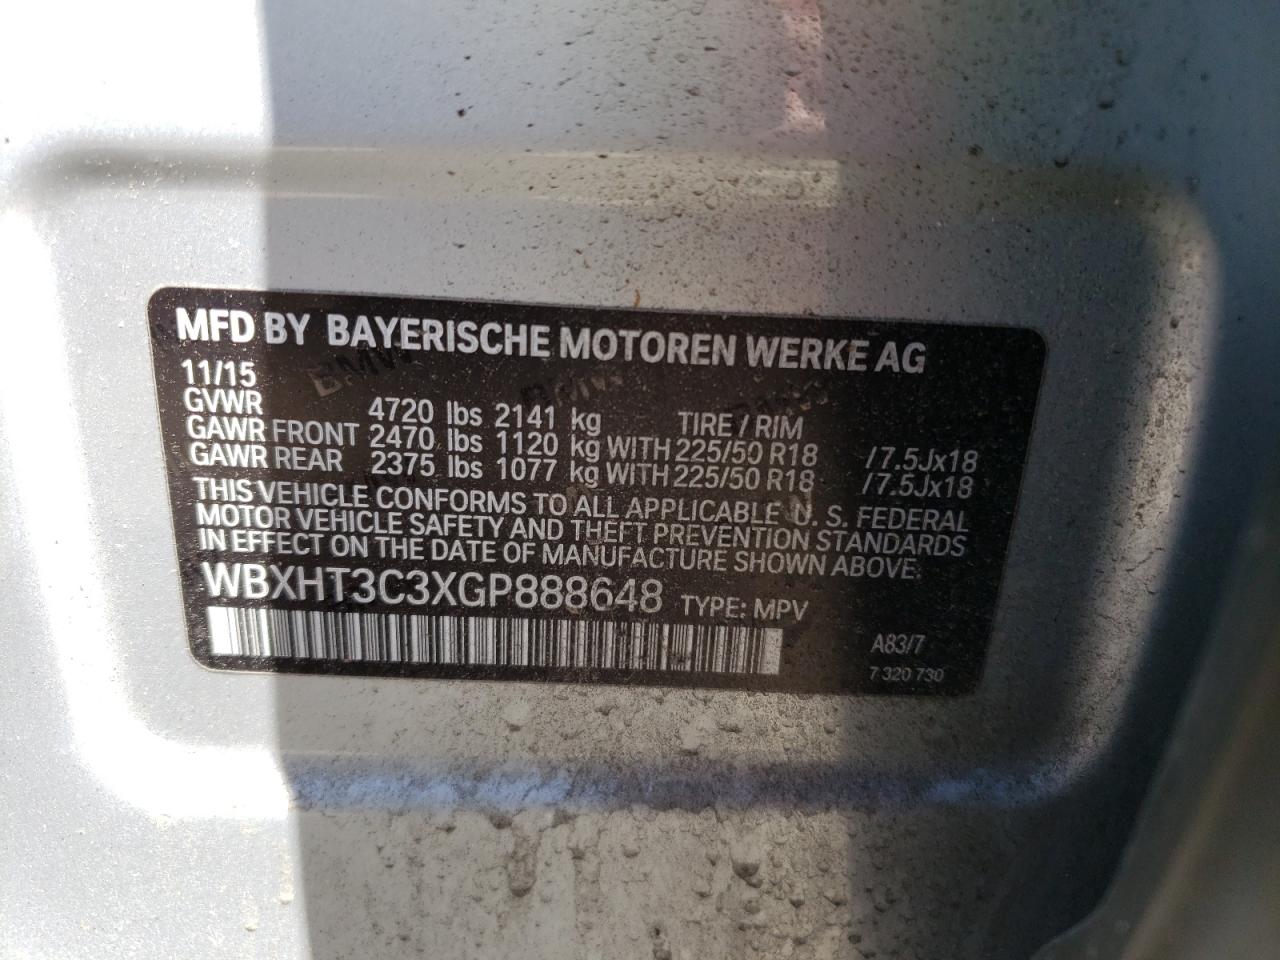 MFD BY BAYERISCHE MOTOREN WERKE AG
11/15
GVWR 4720 lbs 2141 kg TIRE / RIM
GAWR FRONT 2470 lbs 1120 kg WITH 225/50 R18 /7.5Jx18
GAWR REAR 2375 lbs 1077 kg WITH 225/50 R18 /7.5Jx18
THIS VEHICLE CONFORMS TO ALL APPLICABLE U. S. FEDERAL
MOTOR VEHICLE SAFETY AND THEFT PREVENTION STANDARDS
IN EFFECT ON THE DATE OF MANUFACTURE SHOWN ABOVE:
WBXHT3C3XGP888648 TYPE: MPV
A83/7
7 320 730
BMW
BMW